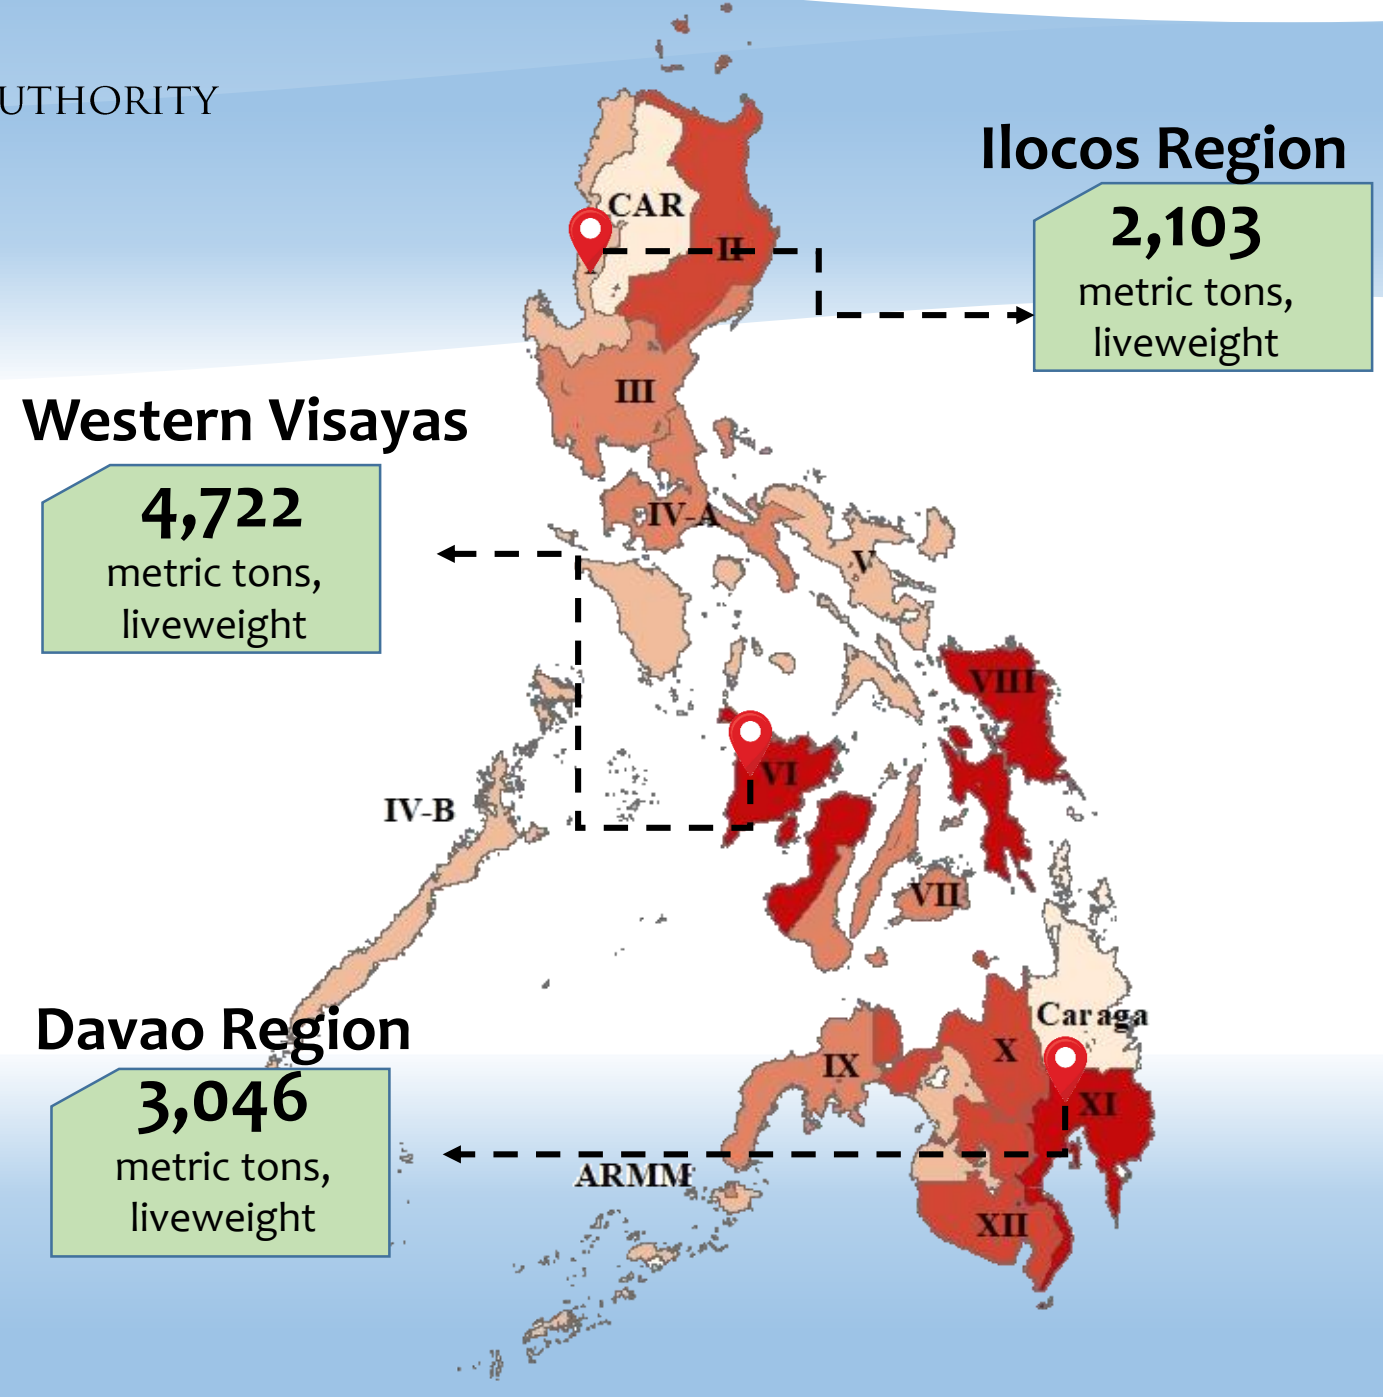 UTHORITY
Ilocos Region
2,103
metric tons,
liveweight
CAR
II
III
Western Visayas
4,722
metric tons,
liveweight
IV-A
V
VIII
VI
IV-B
VII
Davao Region
3,046
metric tons,
liveweight
Caraga
X
IX
XI
ARMM
XII